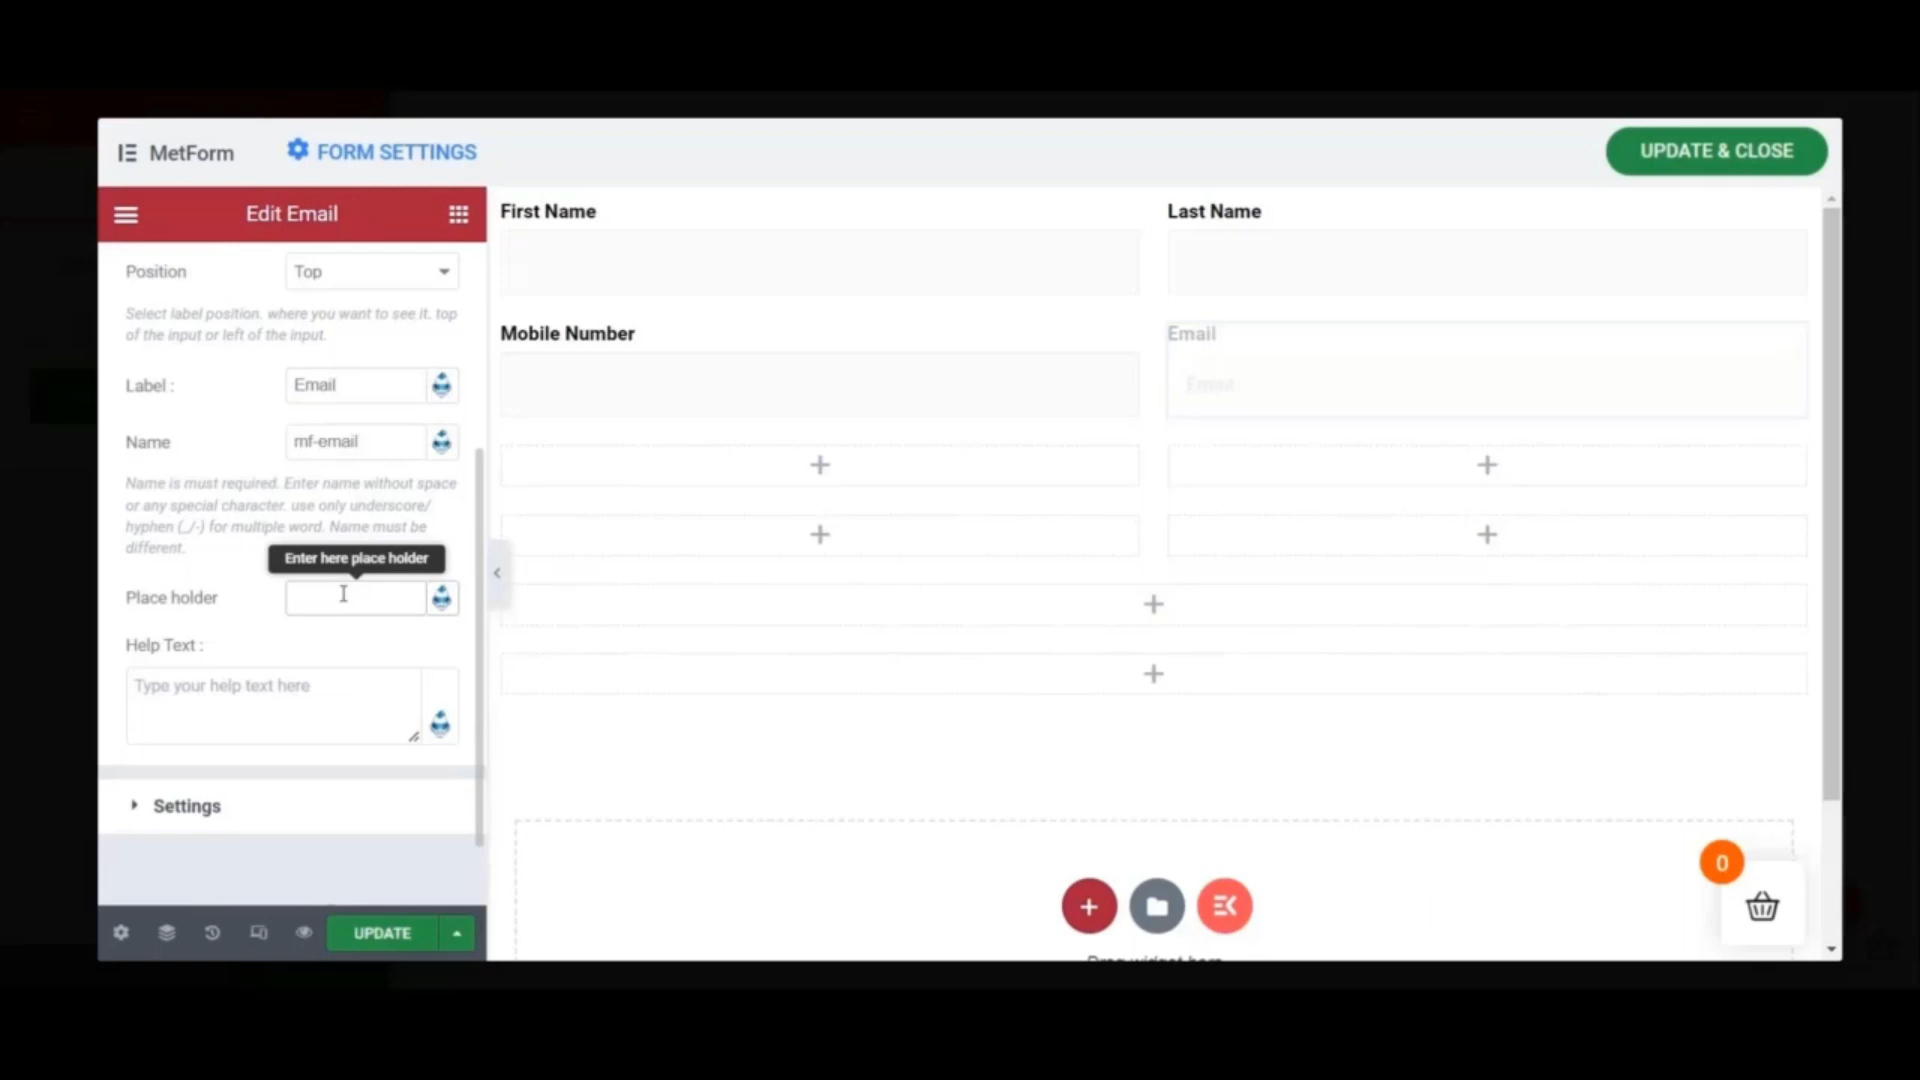 MetForm
FORM SETTINGS
UPDATE & CLOSE
Edit Email
Position
Top
Select label position. where you want to see it. top
of the input or left of the input.
Label :
Email
Name
mf-email
Name is must required. Enter name without space
or any special character. use only underscore/
hyphen (_/-) for multiple word. Name must be
different.
Enter here place holder
Place holder
Help Text :
Type your help text here
Settings
UPDATE
First Name
Last Name
Mobile Number
Email
Email
+
+
+
+
+
+
+
0
Drag widget here